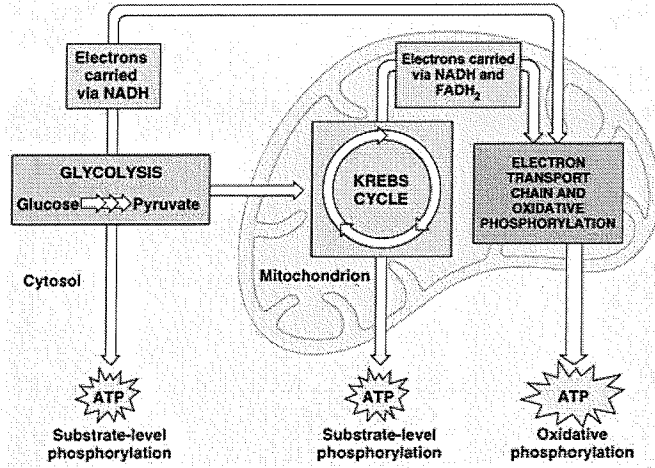 Electrons
carried
via NADH
Electrons carried
via NADH and
FADH₂
GLYCOLYSIS
Glucose Pyruvate
KREBS
CYCLE
ELECTRON
TRANSPORT
CHAIN AND
OXIDATIVE
PHOSPHORYLATION
Cytosol
Mitochondrion
ATP
ATP
ATP
Substrate-level
phosphorylation
Substrate-level
phosphorylation
Oxidative
phosphorylation